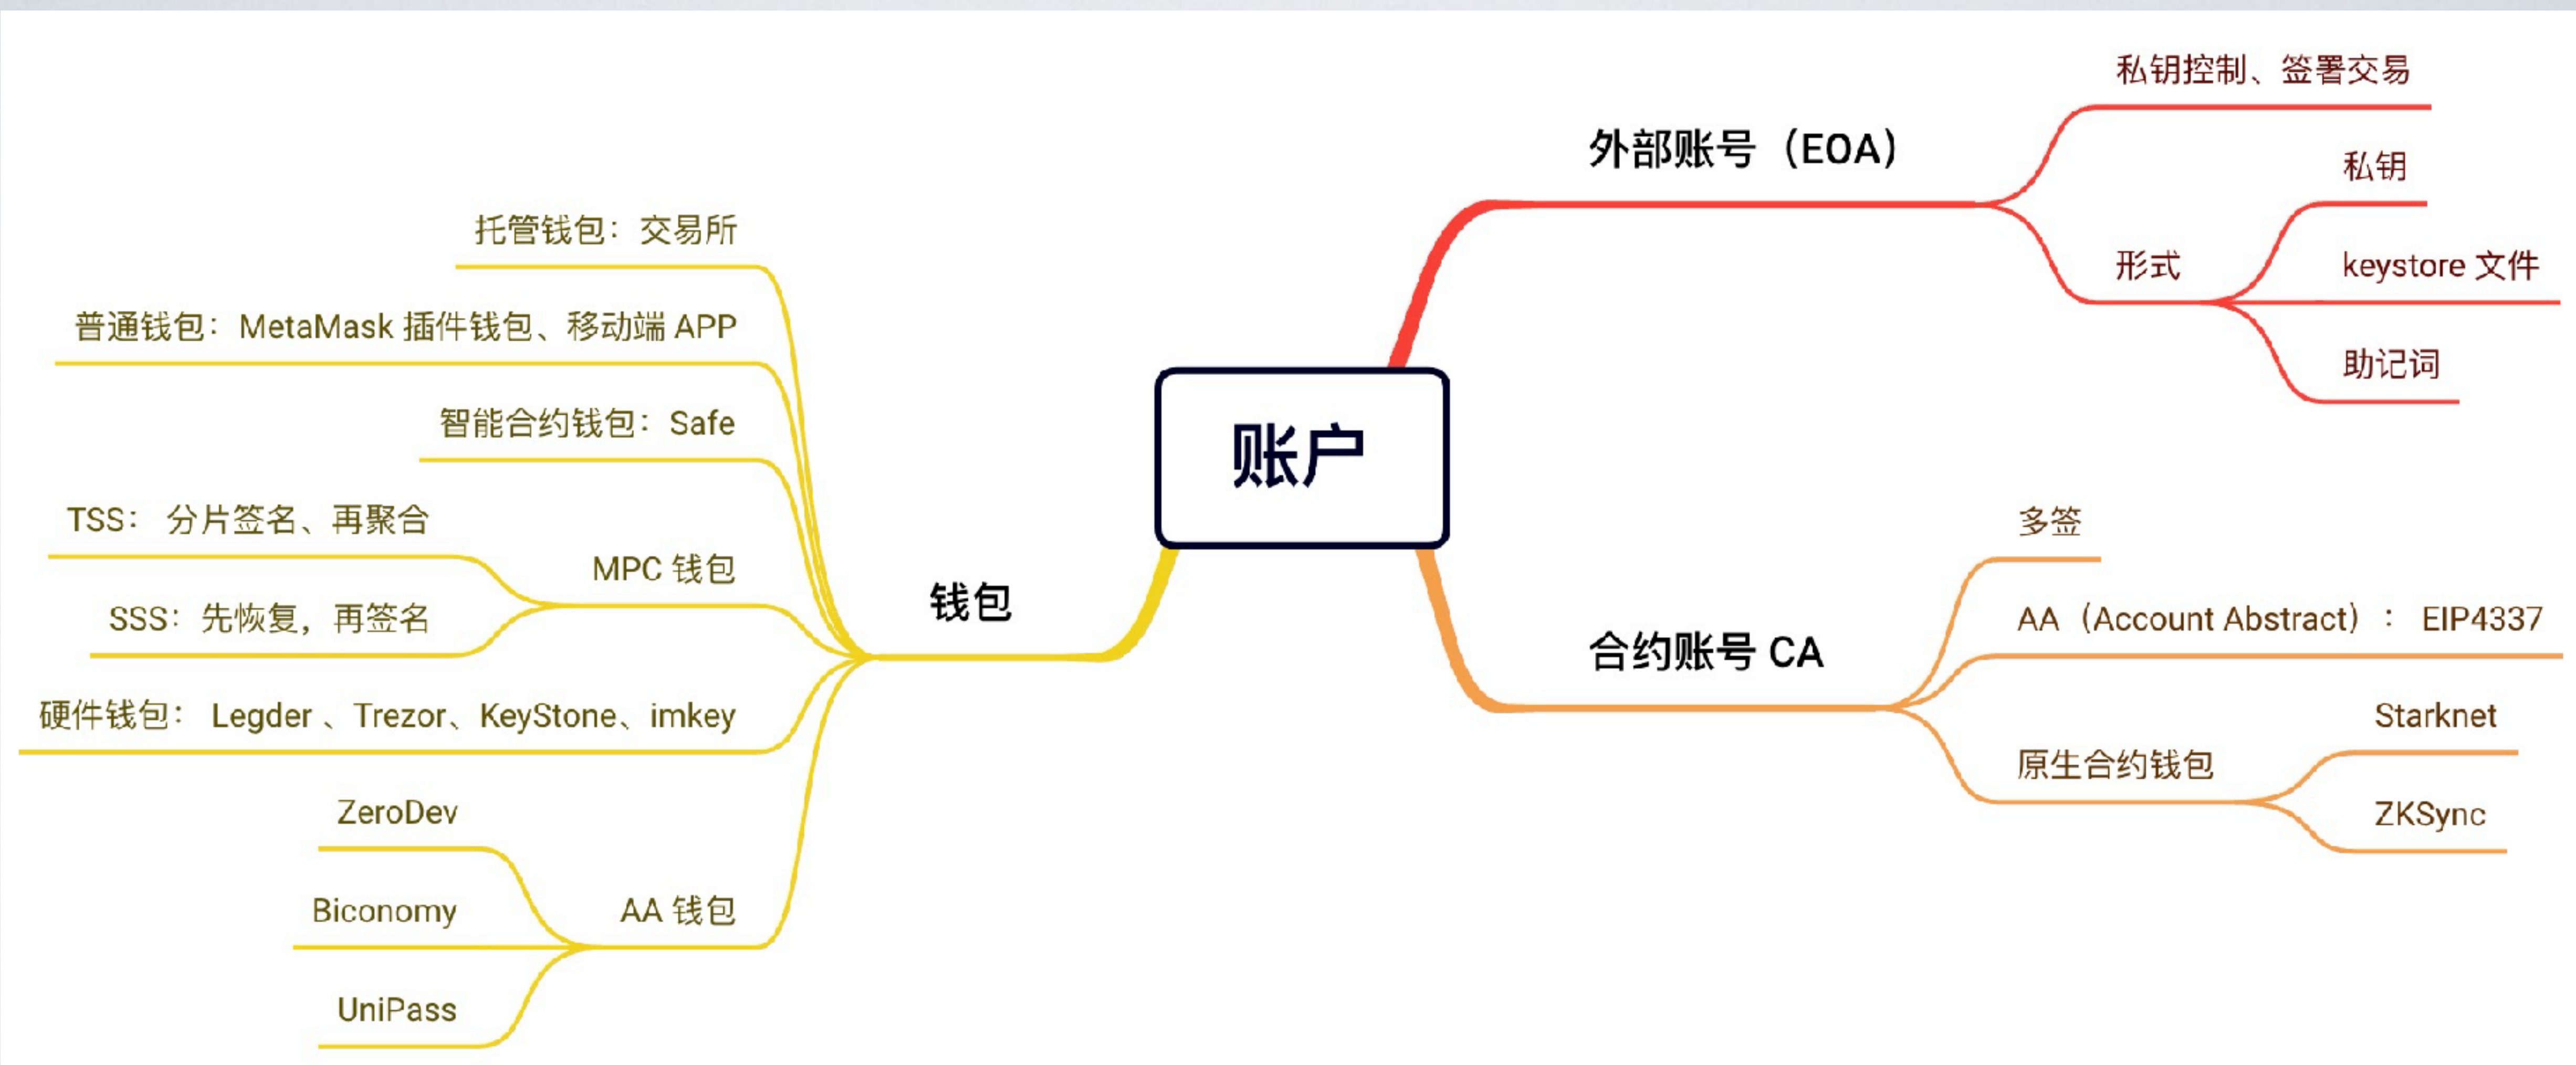 账户
外部账号（EOA）
私钥控制、签署交易
形式
私钥
keystore 文件
助记词
合约账号 CA
多签
AA（Account Abstract）： EIP4337
原生合约钱包
Starknet
ZKSync
钱包
托管钱包：交易所
普通钱包：MetaMask 插件钱包、移动端 APP
智能合约钱包：Safe
MPC 钱包
TSS： 分片签名、再聚合
SSS：先恢复，再签名
硬件钱包： Legder 、Trezor、KeyStone、imkey
AA 钱包
ZeroDev
Biconomy
UniPass